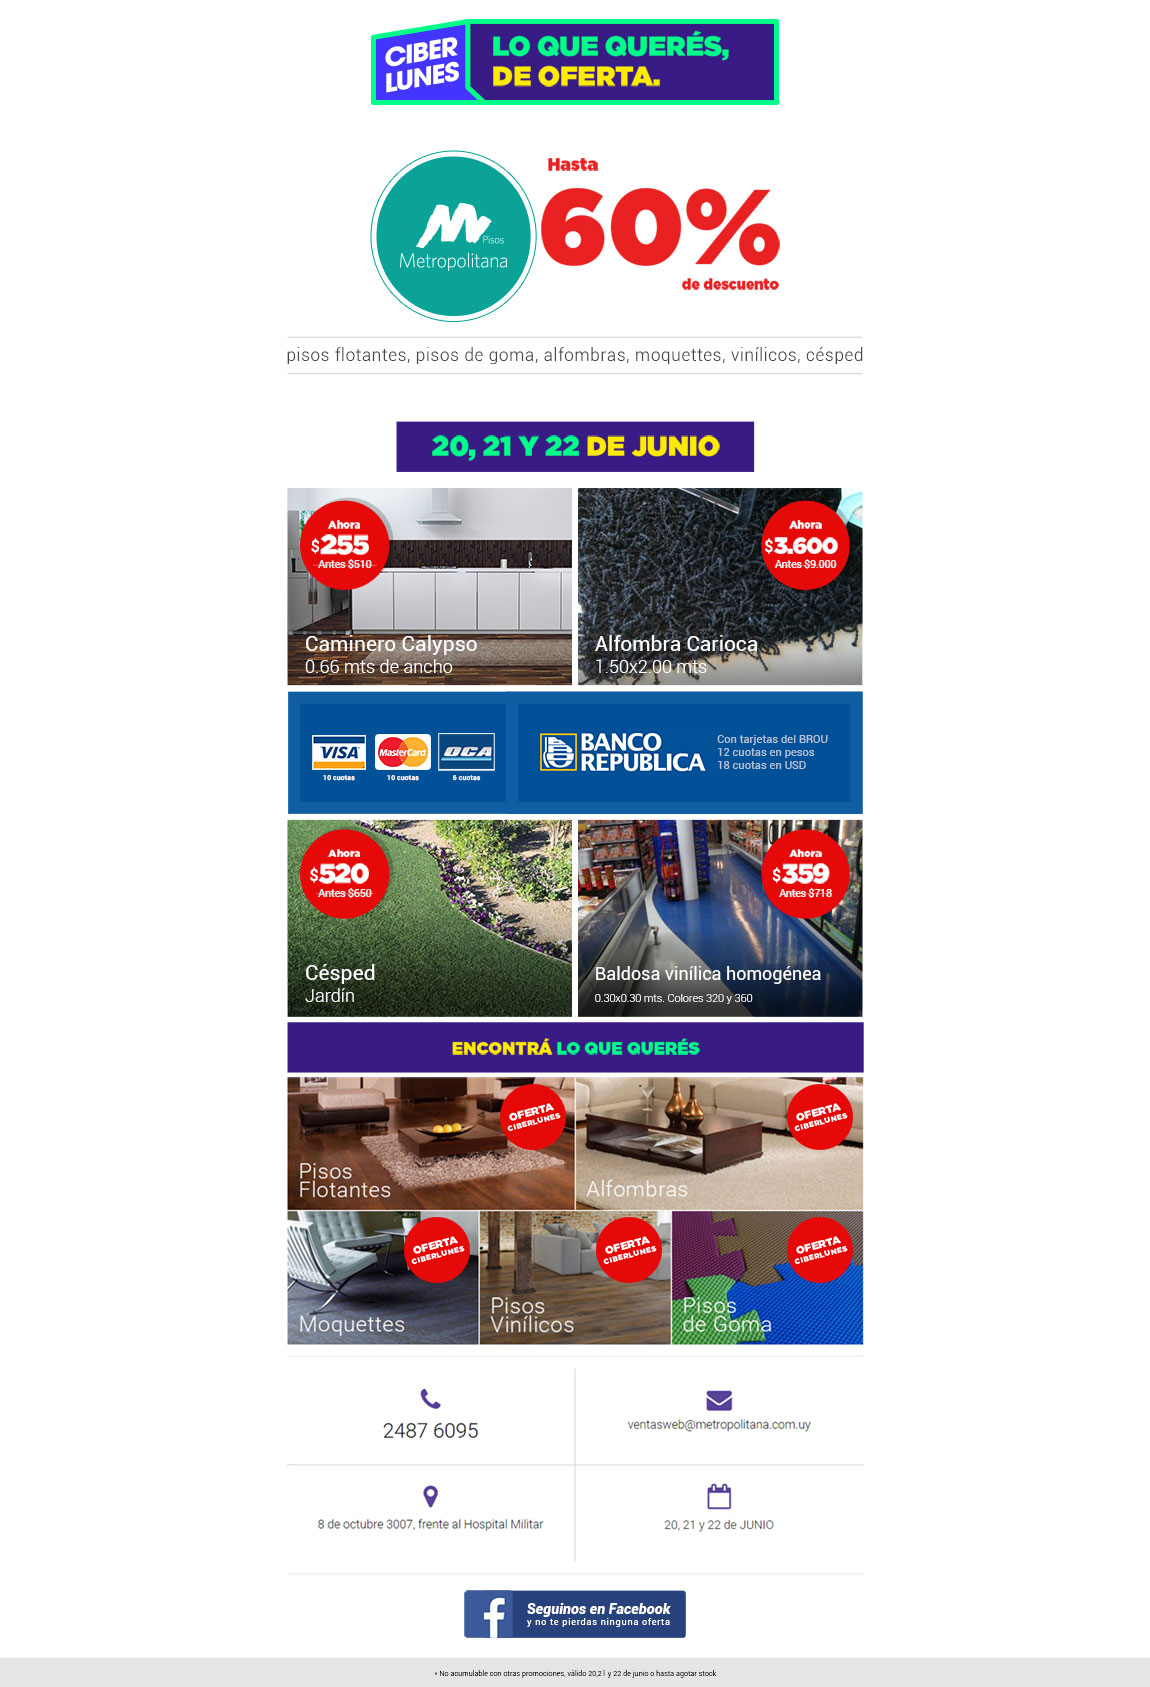 CIBER
LUNES
LO QUE QUERÉS,
DE OFERTA.
Pisos
Metropolitana
Hasta
60%
de descuento
pisos flotantes, pisos de goma, alfombras, moquettes, vinílicos, césped
20, 21 Y 22 DE JUNIO
Ahora
$255
Antes $510
Caminero Calypso
0.66 mts de ancho
Ahora
$3.600
Antes $9.000
Alfombra Carioca
1.50x2.00 mts
VISA
10 cuotas
MasterCard
10 cuotas
OCA
6 cuotas
BANCO
REPUBLICA
Con tarjetas del BROU
12 cuotas en pesos
18 cuotas en USD
Ahora
$520
Antes $650
Césped
Jardín
Ahora
$359
Antes $718
Baldosa vinílica homogénea
0.30x0.30 mts. Colores 320 y 360
ENCONTRÁ LO QUE QUERÉS
OFERTA
CIBERLUNES
Pisos
Flotantes
OFERTA
CIBERLUNES
Alfombras
OFERTA
CIBERLUNES
Moquettes
OFERTA
CIBERLUNES
Pisos
Vinílicos
OFERTA
CIBERLUNES
Pisos
de Goma
2487 6095
ventasweb@metropolitana.com.uy
8 de octubre 3007, frente al Hospital Militar
20, 21 y 22 de JUNIO
f
Seguinos en Facebook
y no te pierdas ninguna oferta
* No acumulable con otras promociones, válido 20,21 y 22 de junio o hasta agotar stock